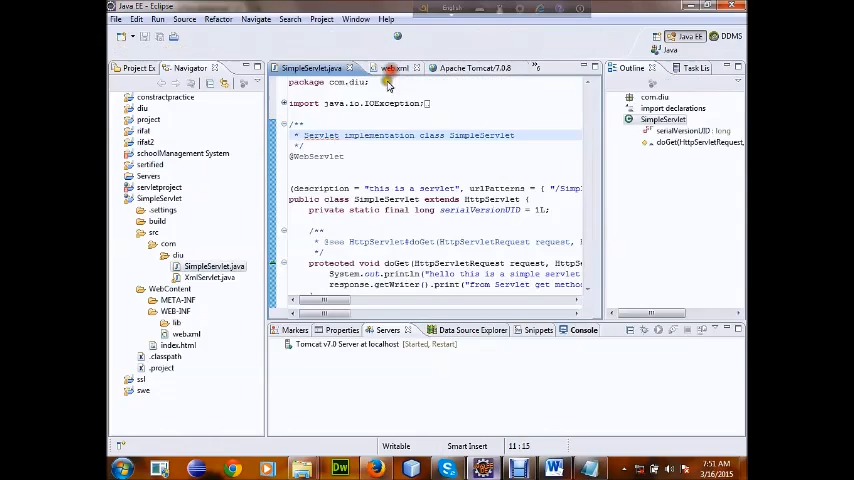 Java EE - Eclipse
English
File Edit Run Source Refactor Navigate Search Project Window Help
Java EE DDMS
Java
Project Ex Navigator
SimpleServlet.java web.xml Apache Tomcat/7.0.8 »6
Outline Task Lis
constractpractice
diu
project
rifat
rifat2
schoolManagement System
sertified
Servers
servletproject
SimpleServlet
.settings
build
src
com
diu
SimpleServlet.java
XmlServlet.java
WebContent
META-INF
WEB-INF
lib
web.xml
index.html
.classpath
.project
ssl
swe
package com.diu;
import java.io.IOException;
/**
* Servlet implementation class SimpleServlet
*/
@WebServlet
(description = "this is a servlet", urlPatterns = { "/Simpl
public class SimpleServlet extends HttpServlet {
private static final long serialVersionUID = 1L;
/**
* @see HttpServlet#doGet(HttpServletRequest request, H
*/
protected void doGet(HttpServletRequest request, HttpSe
System.out.println("hello this is a simple servlet
response.getWriter().print("from Servlet get method
com.diu
import declarations
SimpleServlet
serialVersionUID : long
doGet(HttpServletRequest,
Markers Properties Servers Data Source Explorer Snippets Console
Tomcat v7.0 Server at localhost [Started, Restart]
Writable Smart Insert 11 : 15
Dw
7:51 AM
3/16/2015